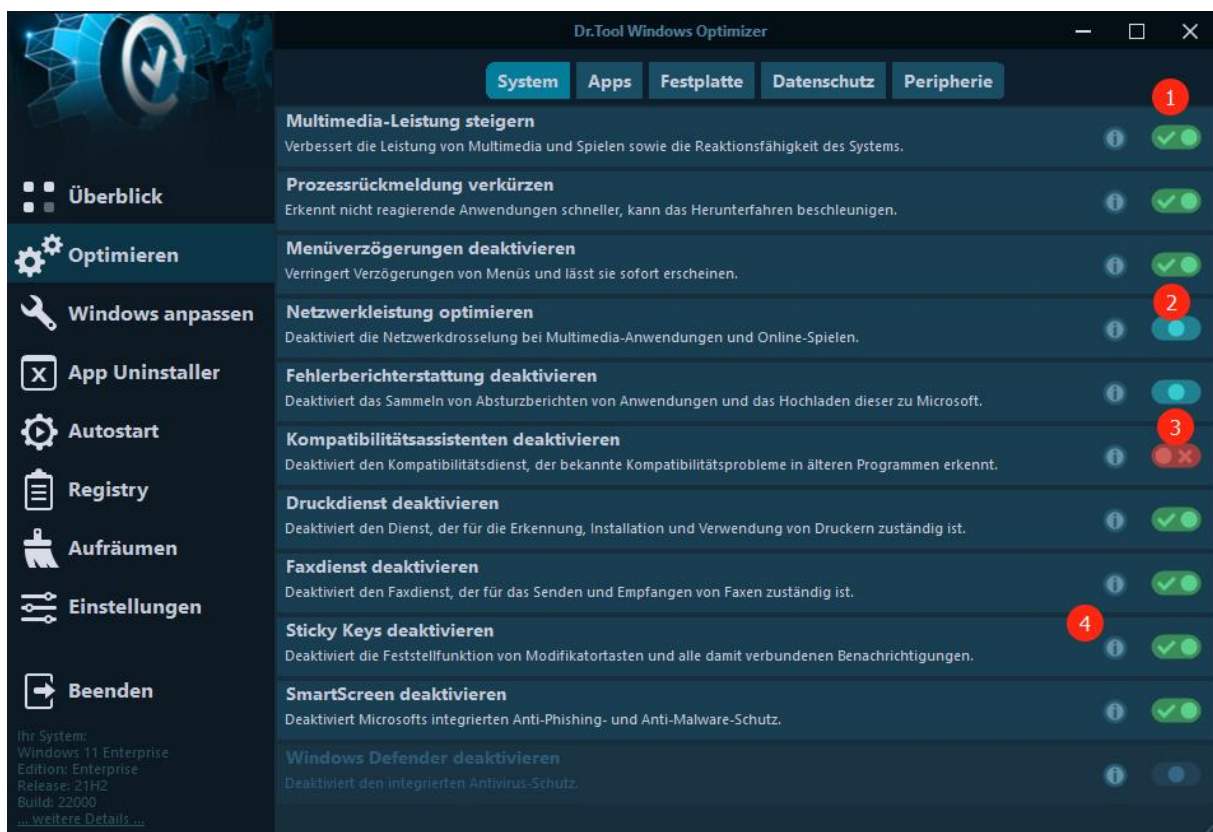 Dr.Tool Windows Optimizer
System Apps Festplatte Datenschutz Peripherie
1
Multimedia-Leistung steigern
Verbessert die Leistung von Multimedia und Spielen sowie die Reaktionsfähigkeit des Systems.
Prozessrückmeldung verkürzen
Erkennt nicht reagierende Anwendungen schneller, kann das Herunterfahren beschleunigen.
Menüverzögerungen deaktivieren
Verringert Verzögerungen von Menüs und lässt sie sofort erscheinen.
2
Netzwerkleistung optimieren
Deaktiviert die Netzwerkdrosselung bei Multimedia-Anwendungen und Online-Spielen.
Fehlerberichterstattung deaktivieren
Deaktiviert das Sammeln von Absturzberichten von Anwendungen und das Hochladen dieser zu Microsoft.
3
Kompatibilitätsassistenten deaktivieren
Deaktiviert den Kompatibilitätsdienst, der bekannte Kompatibilitätsprobleme in älteren Programmen erkennt.
Druckdienst deaktivieren
Deaktiviert den Dienst, der für die Erkennung, Installation und Verwendung von Druckern zuständig ist.
Faxdienst deaktivieren
Deaktiviert den Faxdienst, der für das Senden und Empfangen von Faxen zuständig ist.
4
Sticky Keys deaktivieren
Deaktiviert die Feststellfunktion von Modifikatortasten und alle damit verbundenen Benachrichtigungen.
SmartScreen deaktivieren
Deaktiviert Microsofts integrierten Anti-Phishing- und Anti-Malware-Schutz.
Windows Defender deaktivieren
Deaktiviert den integrierten Antivirus-Schutz.
Überblick
Optimieren
Windows anpassen
App Uninstaller
Autostart
Registry
Aufräumen
Einstellungen
Beenden
Ihr System:
Windows 11 Enterprise
Edition: Enterprise
Release: 21H2
Build: 22000
... weitere Details ...